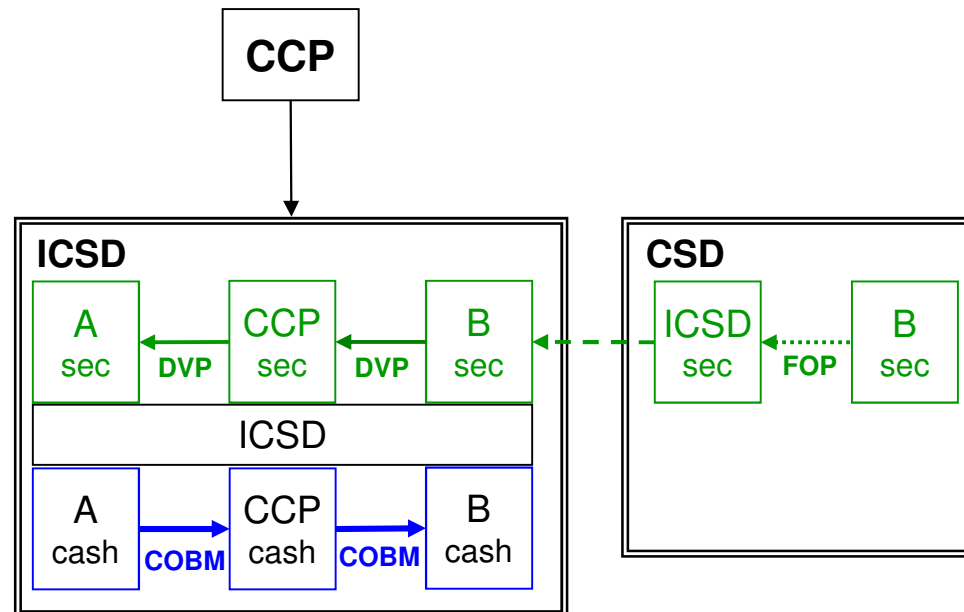 CCP
ICSD
A
sec
DVP
CCP
sec
DVP
B
sec
ICSD
A
cash
COBM
CCP
cash
COBM
B
cash
CSD
ICSD
sec
FOP
B
sec